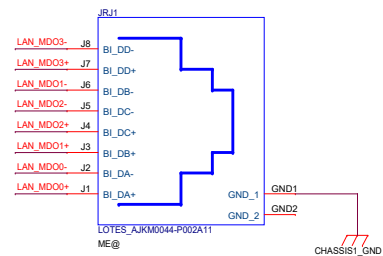 JRJ1
LAN_MDO3- J8 BI_DD-
LAN_MDO3+ J7 BI_DD+
LAN_MDO1- J6 BI_DB-
LAN_MDO2- J5 BI_DC-
LAN_MDO2+ J4 BI_DC+
LAN_MDO1+ J3 BI_DB+
LAN_MDO0- J2 BI_DA-
LAN_MDO0+ J1 BI_DA+ GND_1 GND1
GND_2 GND2
LOTES_AJKM0044-P002A11
ME@
CHASSIS1_GND